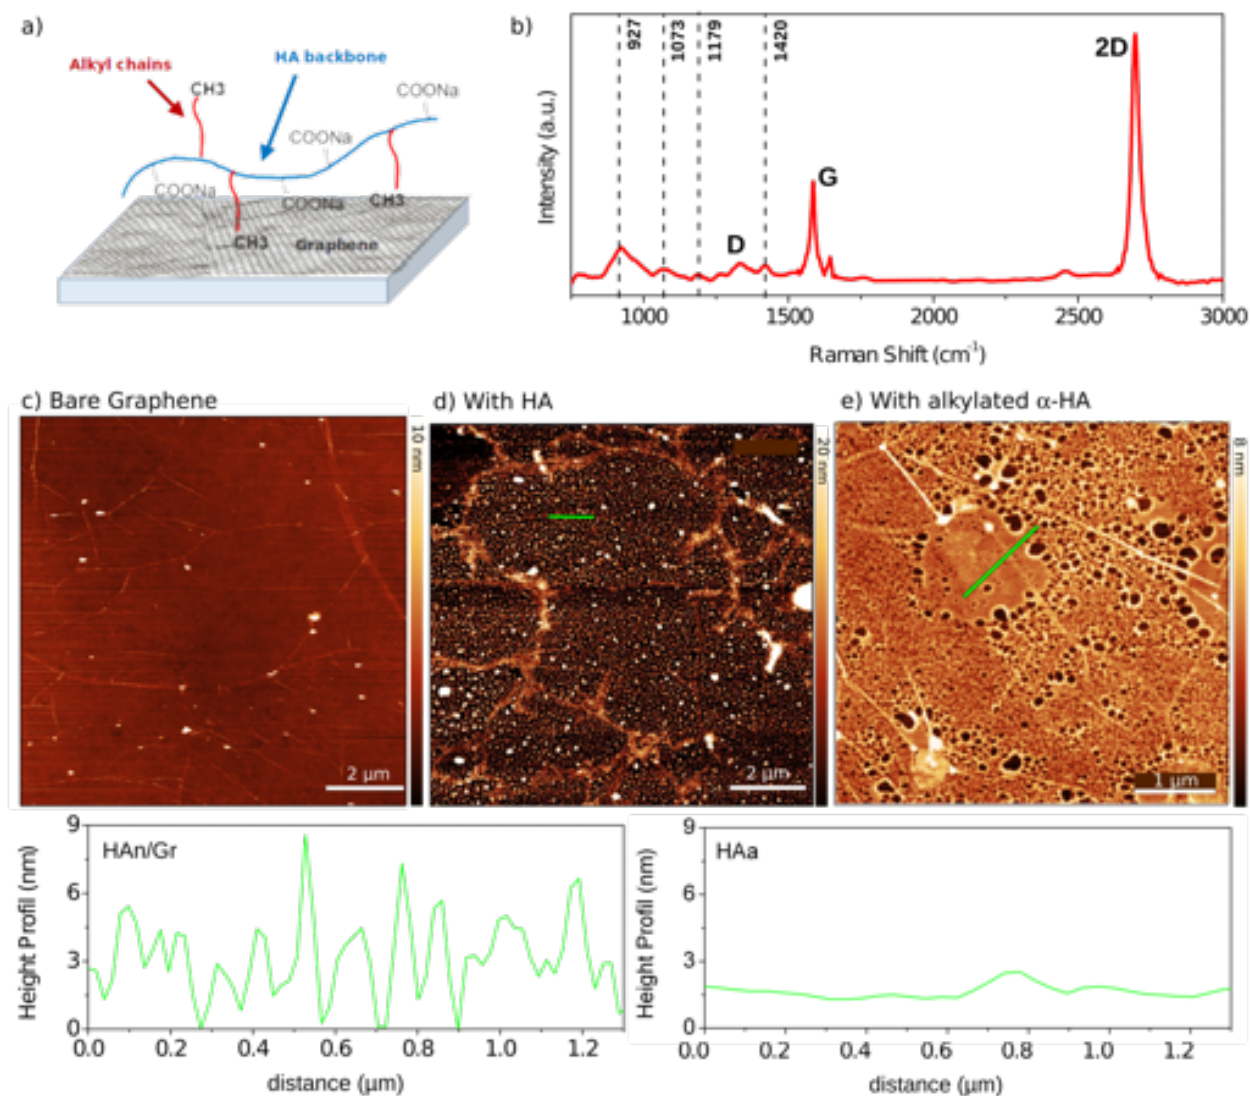 a)
Alkyl chains
HA backbone
CH3
COONa
COONa
COONa
COONa
CH3
CH3
Graphene
b)
927
1073
1179
1420
2D
G
D
Intensity (a.u.)
1000
1500
2000
2500
3000
Raman Shift (cm⁻¹)
c) Bare Graphene
10 nm
2 μm
d) With HA
20 nm
2 μm
e) With alkylated α-HA
8 nm
1 μm
HAn/Gr
Height Profil (nm)
9
6
3
0
0.0 0.2 0.4 0.6 0.8 1.0 1.2
distance (μm)
HAa
Height Profil (nm)
9
6
3
0
0.0 0.2 0.4 0.6 0.8 1.0 1.2
distance (μm)